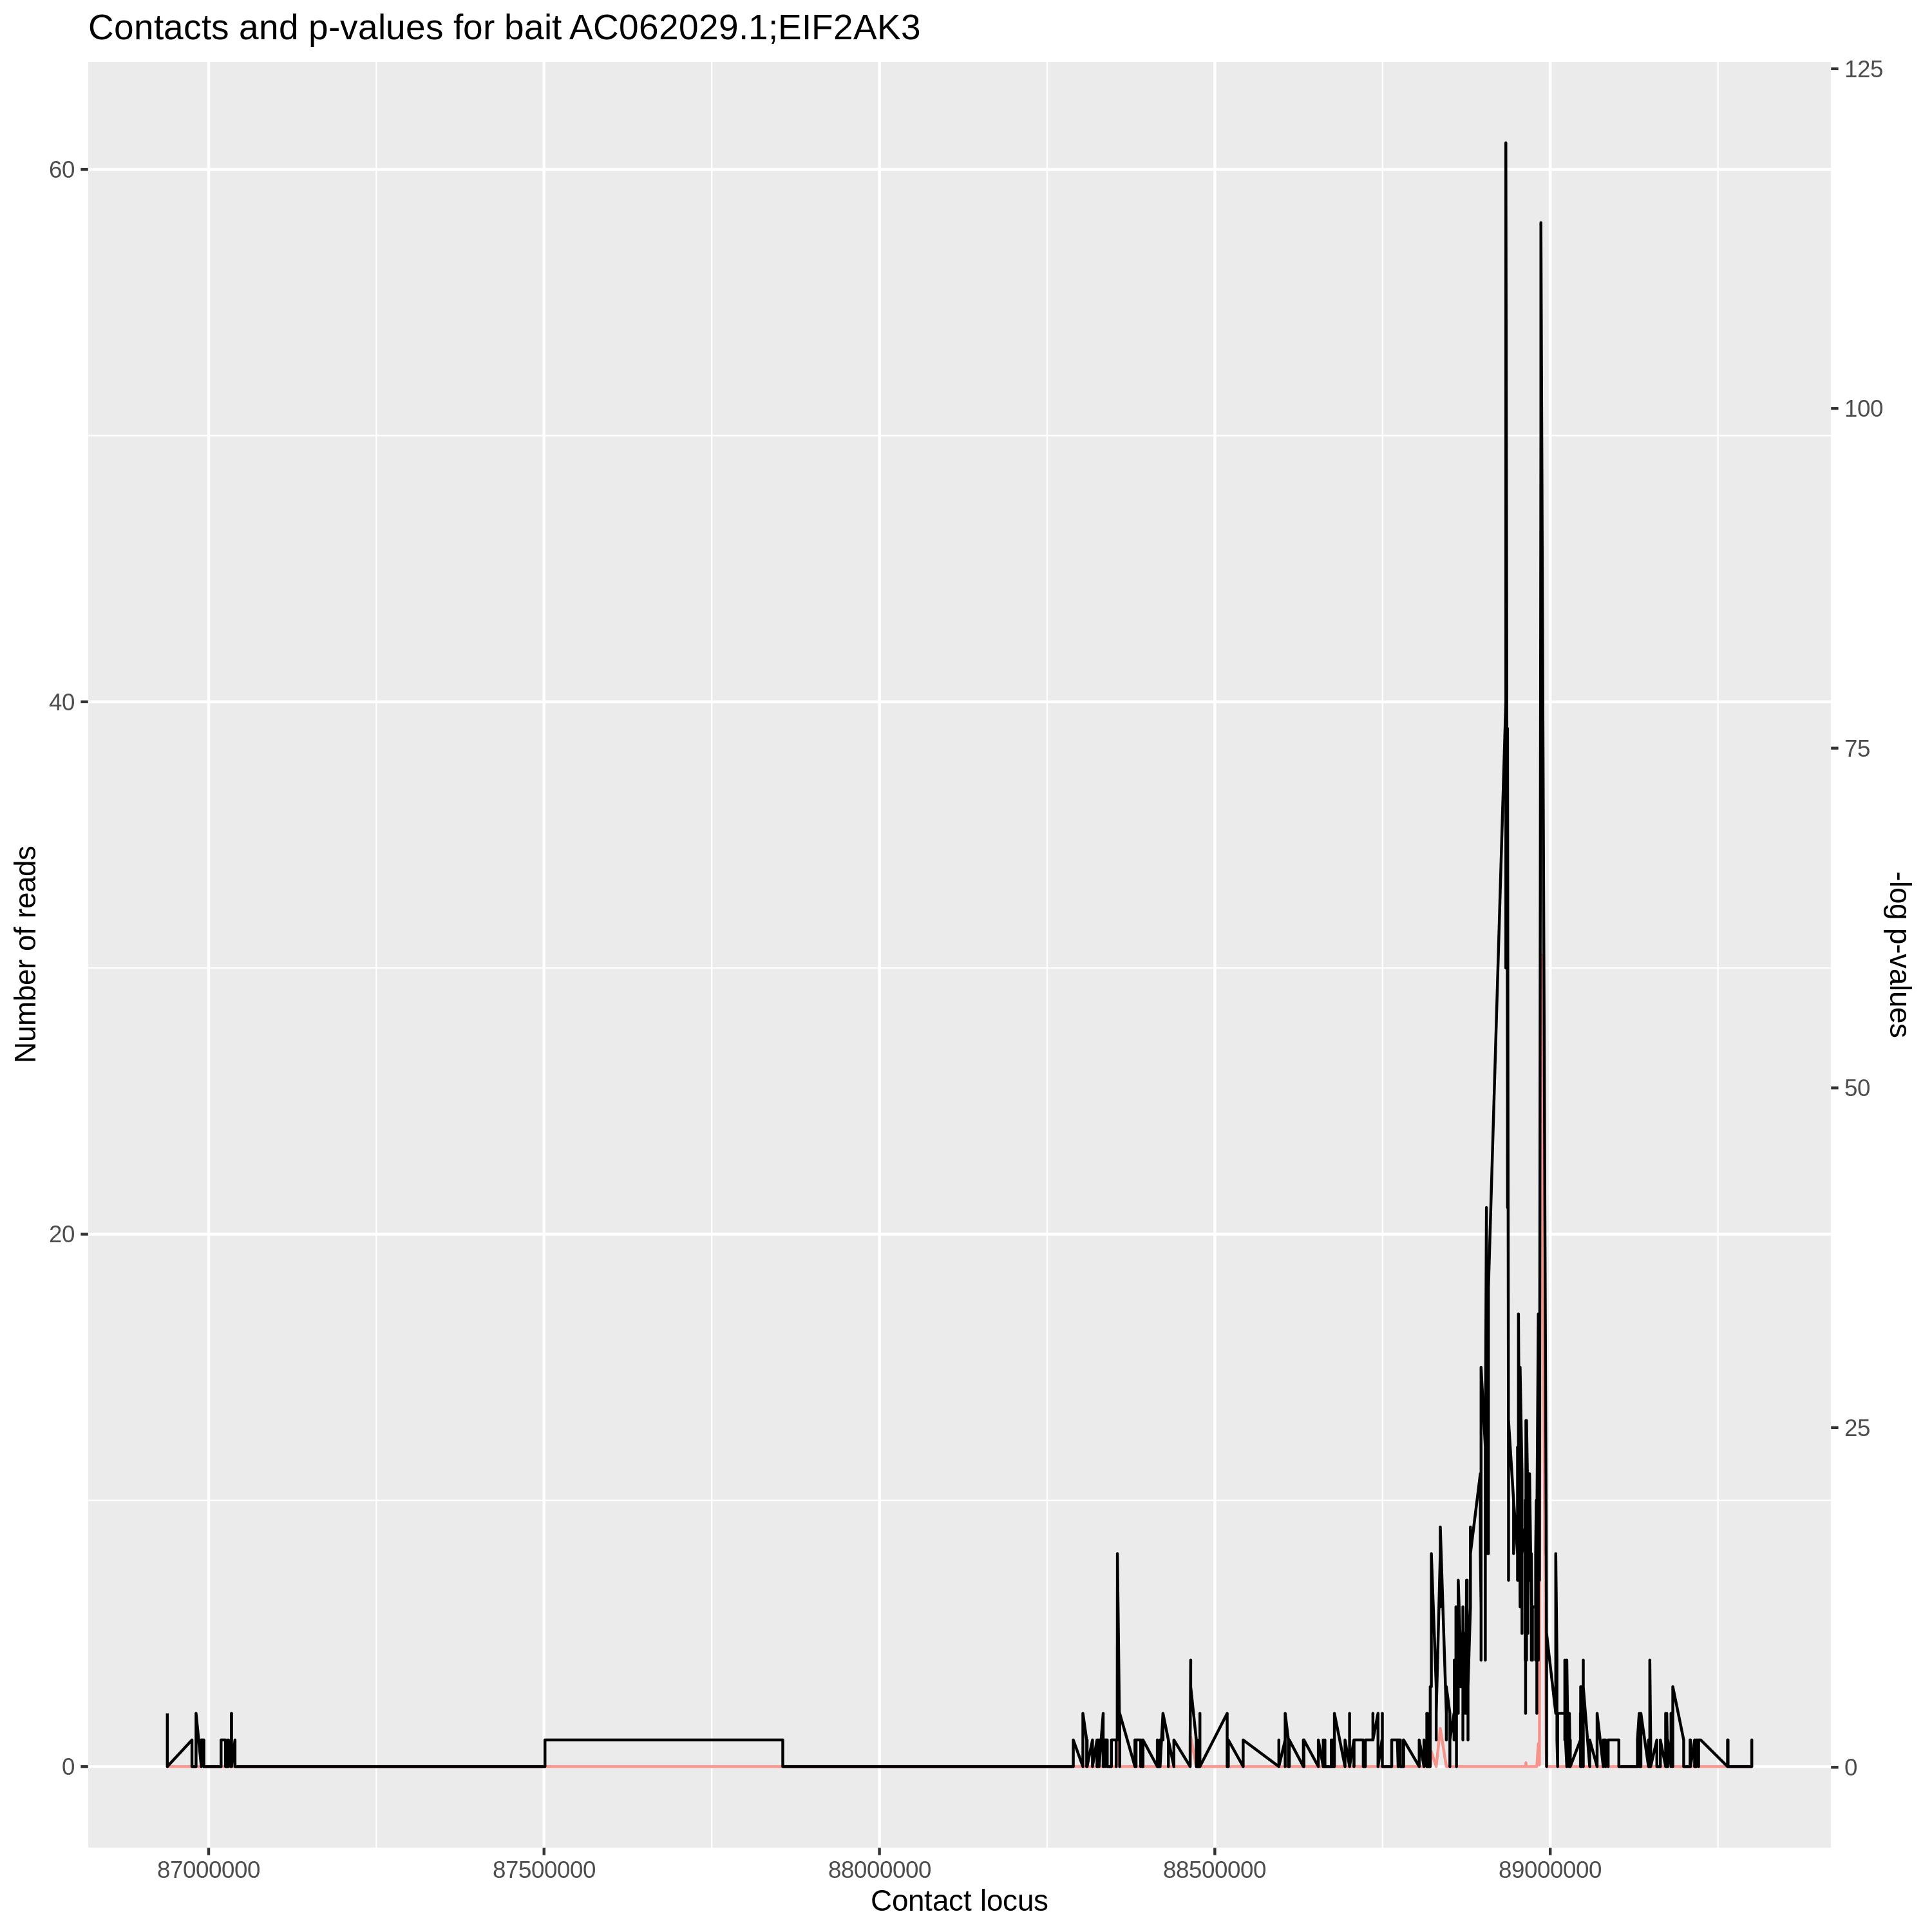 Contacts and p-values for bait AC062029.1;EIF2AK3
125
60
100
40
75
Number of reads
-log p-values
50
20
25
0
0
87000000 87500000 88000000 88500000 89000000
Contact locus